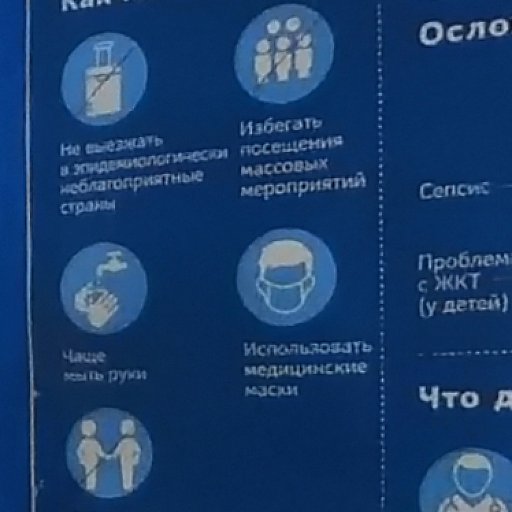 Как
Не выезжать
в эпидемиологически
неблагоприятные
страны
Избегать
посещения
массовых
мероприятий
Чаще
мыть руки
Использовать
медицинские
маски
Осло
Сепсис
Проблем
с ЖКТ
(у детей)
Что д